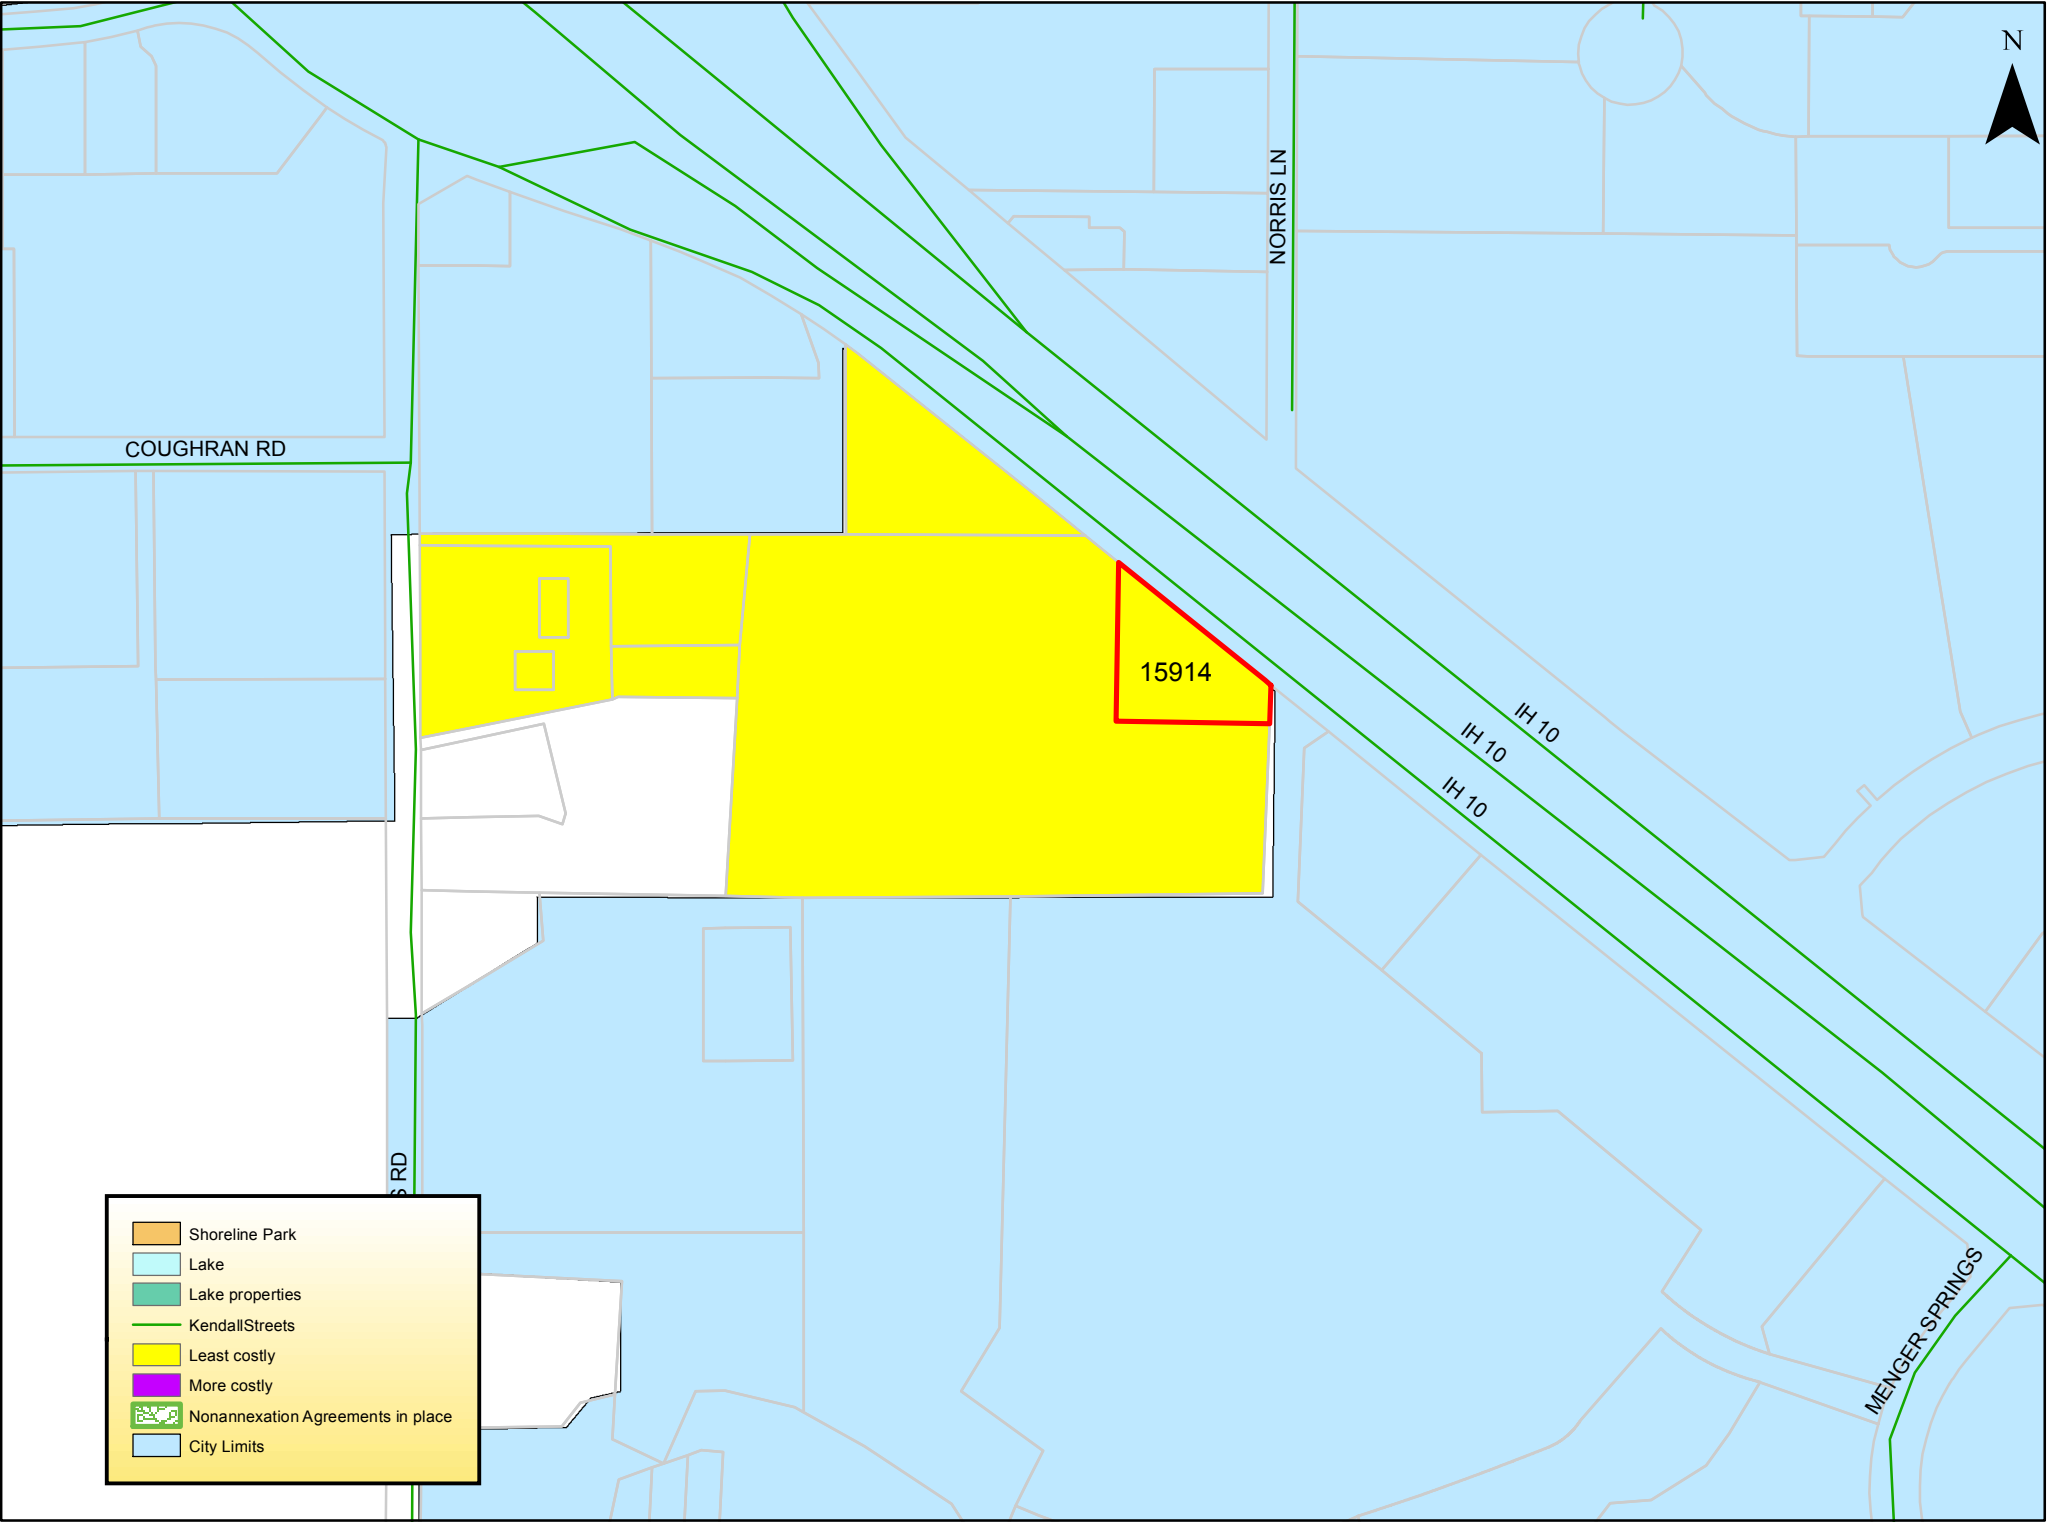 N
NORRIS LN
COUGHRAN RD
15914
IH 10
IH 10
IH 10
S RD
MENGER SPRINGS
Shoreline Park
Lake
Lake properties
KendallStreets
Least costly
More costly
Nonannexation Agreements in place
City Limits